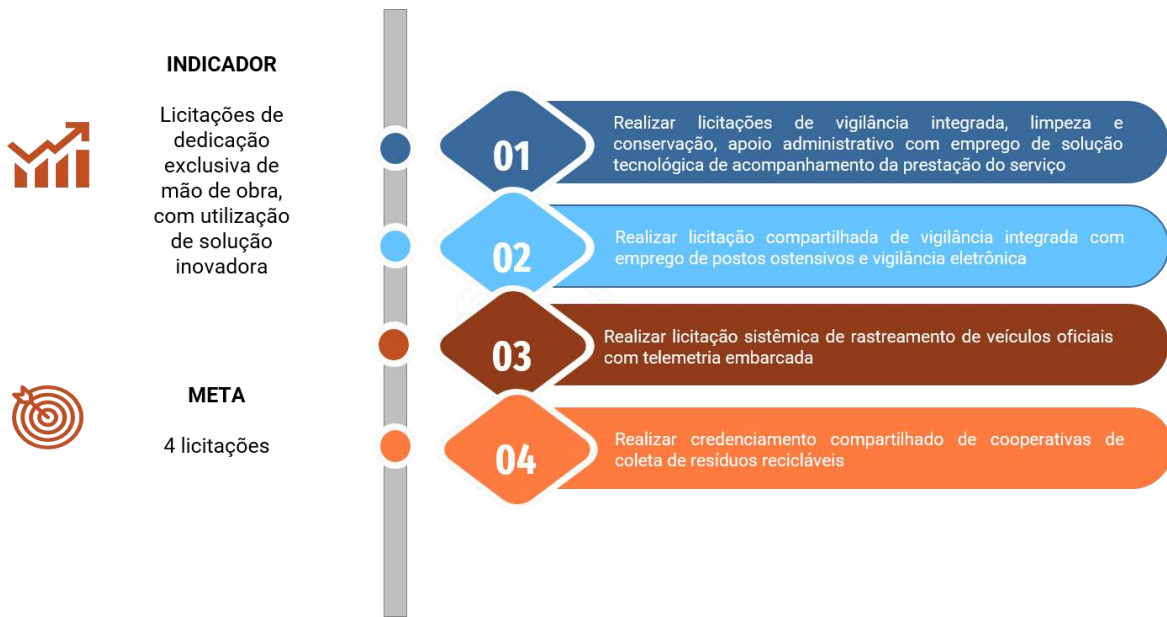 INDICADOR
Licitações de
dedicação
exclusiva de
mão de obra,
com utilização
de solução
inovadora
META
4 licitações
01
Realizar licitações de vigilância integrada, limpeza e
conservação, apoio administrativo com emprego de solução
tecnológica de acompanhamento da prestação do serviço
02
Realizar licitação compartilhada de vigilância integrada com
emprego de postos ostensivos e vigilância eletrônica
03
Realizar licitação sistêmica de rastreamento de veículos oficiais
com telemetria embarcada
04
Realizar credenciamento compartilhado de cooperativas de
coleta de resíduos recicláveis